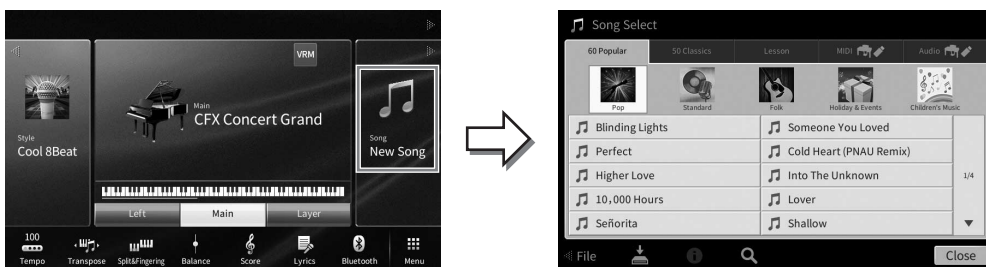 VRM
Style
Cool 8Beat
Main
CFX Concert Grand
Song
New Song
Left
Main
Layer
100
Tempo
Transpose
Split&Fingering
Balance
Score
Lyrics
Bluetooth
Menu
Song Select
60 Popular
50 Classics
Lesson
MIDI
Audio
Pop
Standard
Folk
Holiday & Events
Children's Music
Blinding Lights
Someone You Loved
Perfect
Cold Heart (PNAU Remix)
Higher Love
Into The Unknown
1/4
10,000 Hours
Lover
Señorita
Shallow
File
Close